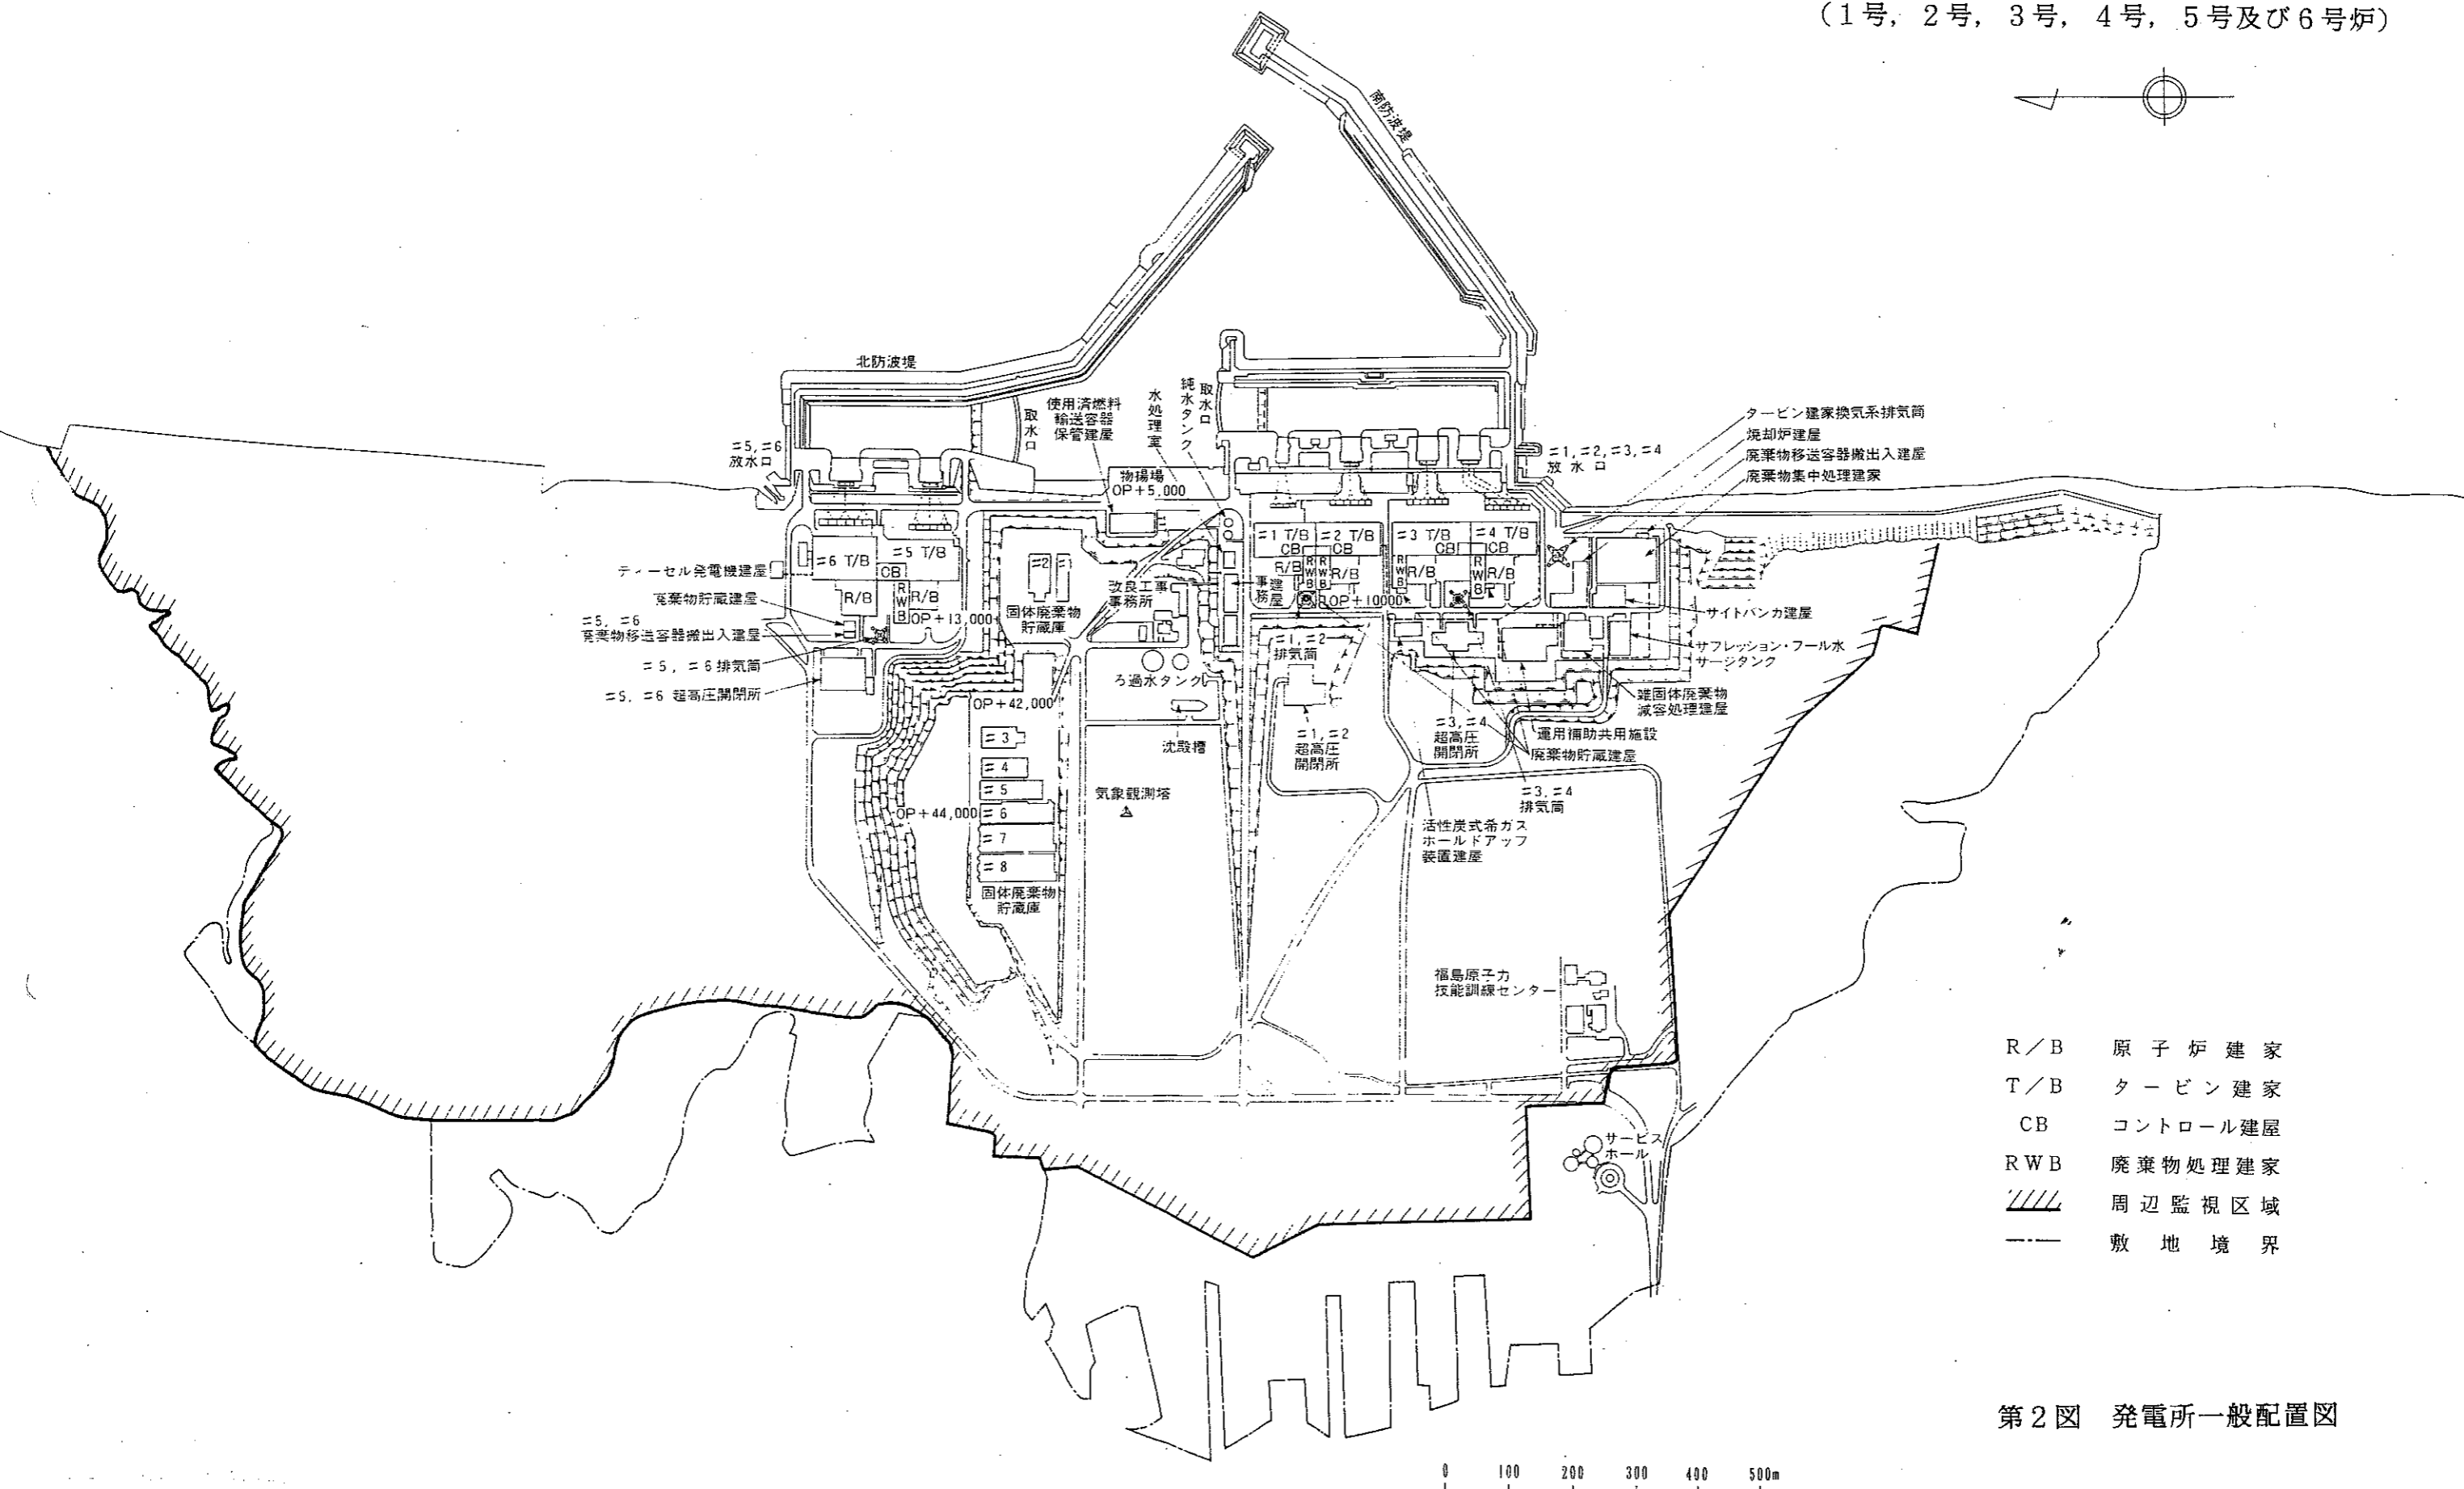 (1号, 2号, 3号, 4号, 5号及び6号炉)
南防波堤
北防波堤
取水口
使用済燃料
輸送容器
保管建屋
水処理室
純水タンク
取水口
物揚場
OP+5,000
=5, =6
放水口
=1, =2, =3, =4
放水口
タービン建家換気系排気筒
焼却炉建屋
廃棄物移送容器搬出入建屋
廃棄物集中処理建家
=6 T/B
=5 T/B
CB
R/B
RWB
R/B
OP+13,000
ディーゼル発電機建屋
廃棄物貯蔵建屋
=5, =6
廃棄物移送容器搬出入建屋
=5, =6 排気筒
=5, =6 超高圧開閉所
=2
=1
固体廃棄物
貯蔵庫
改良工事
事務所
事務
建屋
=1 T/B
=2 T/B
=3 T/B
=4 T/B
CB
CB
CB
CB
R/B
RWB
RWB
R/B
RWB
R/B
RWB
R/B
OP+10000
サイトバンカ建屋
サプレッション・プール水
サージタンク
雑固体廃棄物
減容処理建屋
運用補助共用施設
廃棄物貯蔵建屋
=1, =2
排気筒
=1, =2
超高圧
開閉所
=3, =4
超高圧
開閉所
=3, =4
排気筒
活性炭式希ガス
ホールドアップ
装置建屋
ろ過水タンク
沈殿槽
OP+42,000
=3
=4
=5
OP+44,000
=6
=7
=8
固体廃棄物
貯蔵庫
気象観測塔
福島原子力
技能訓練センター
サービス
ホール
R/B 原子炉建家
T/B タービン建家
CB コントロール建屋
RWB 廃棄物処理建家
周辺監視区域
敷地境界
第2図 発電所一般配置図
0 100 200 300 400 500m